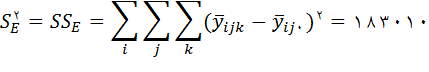 S_E^۲ = SS_E = ∑_i ∑_j ∑_k (ȳ_ijk − ȳ_ij.)^۲ = ۱۸۳۰۱۰